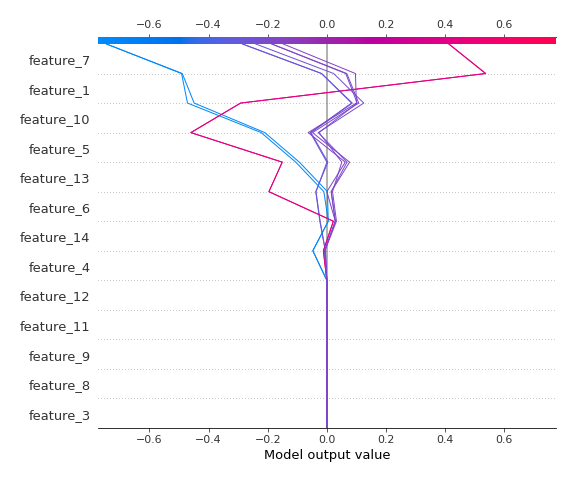 −0.6 −0.4 −0.2 0.0 0.2 0.4 0.6
feature_7
feature_1
feature_10
feature_5
feature_13
feature_6
feature_14
feature_4
feature_12
feature_11
feature_9
feature_8
feature_3
−0.6 −0.4 −0.2 0.0 0.2 0.4 0.6
Model output value